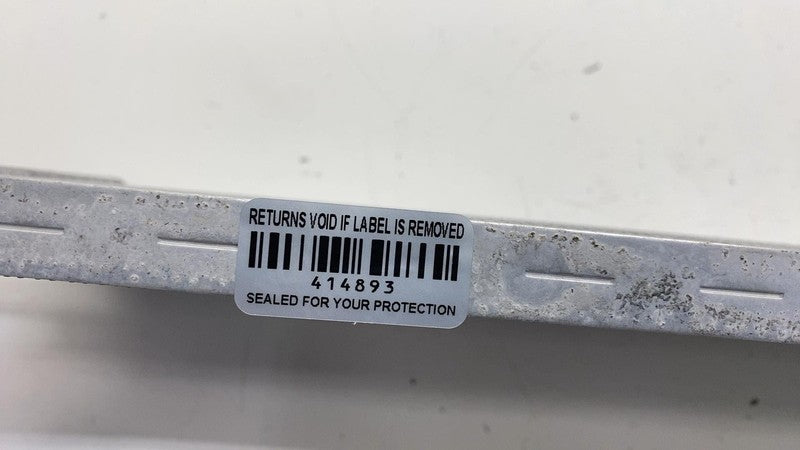 RETURNS VOID IF LABEL IS REMOVED
414893
SEALED FOR YOUR PROTECTION